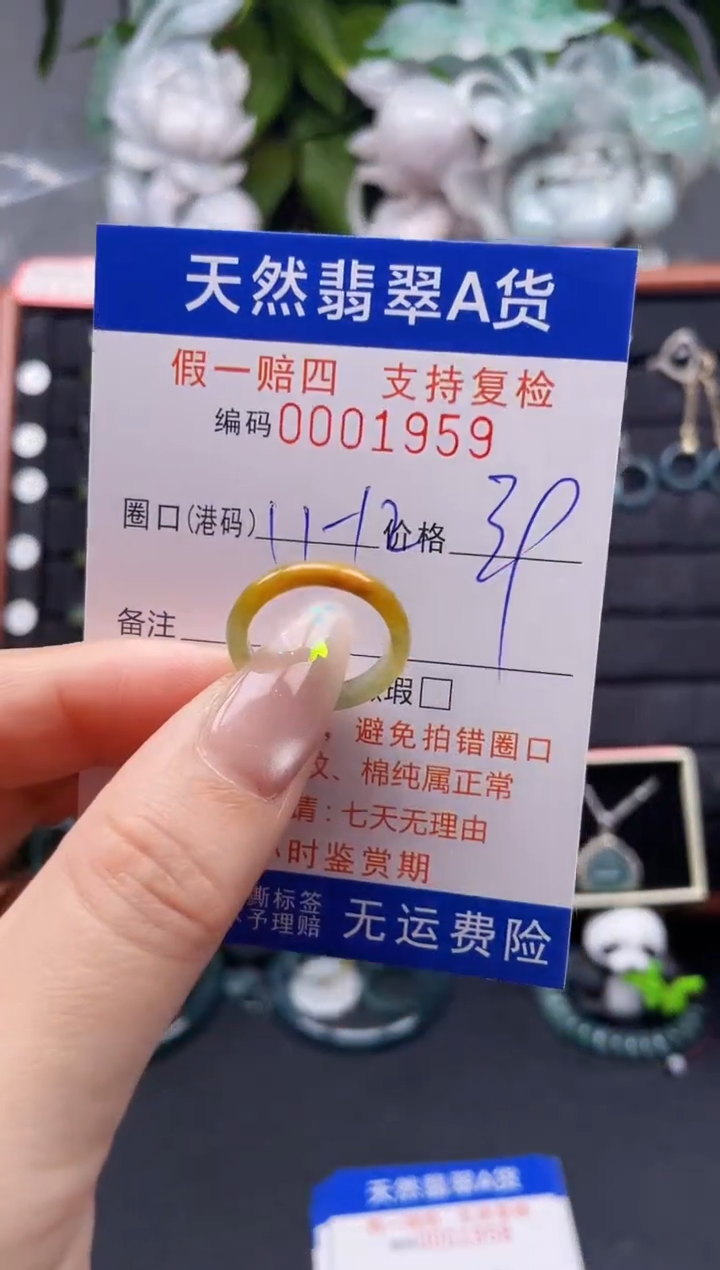 天然翡翠A货
假一赔四 支持复检
编码0001959
圈口(港码) 11-12 价格 39
备注
瑕□
，避免拍错圈口
纹、棉纯属正常
请：七天无理由
小时鉴赏期
撕标签
不予理赔 无运费险
天然翡翠A货